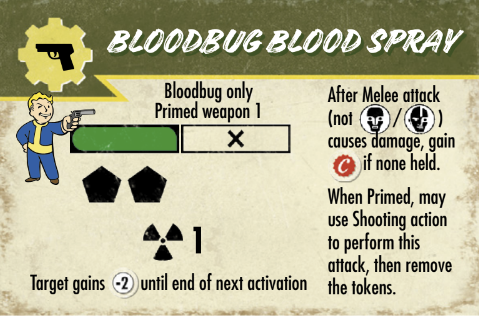 BLOODBUG BLOOD SPRAY
Bloodbug only
Primed weapon 1
1
Target gains -2 until end of next activation
After Melee attack
(not / )
causes damage, gain
C if none held.
When Primed, may
use Shooting action
to perform this
attack, then remove
the tokens.